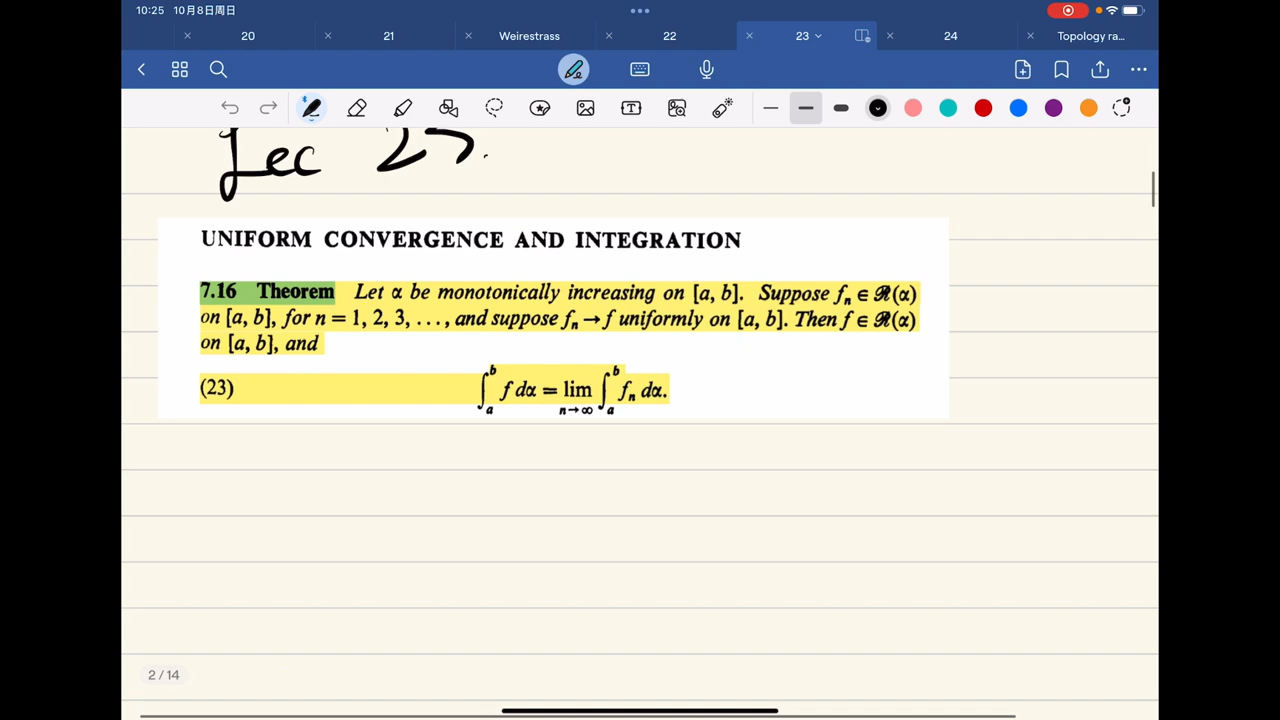 10:25 10月8日周日
20 21 Weirestrass 22 23 24 Topology ra...
Lec 23.
UNIFORM CONVERGENCE AND INTEGRATION
7.16 Theorem Let α be monotonically increasing on [a, b]. Suppose fₙ ∈ ℛ(α)
on [a, b], for n = 1, 2, 3, ..., and suppose fₙ → f uniformly on [a, b]. Then f ∈ ℛ(α)
on [a, b], and
(23) ∫ₐᵇ f dα = lim n→∞ ∫ₐᵇ fₙ dα.
2 / 14